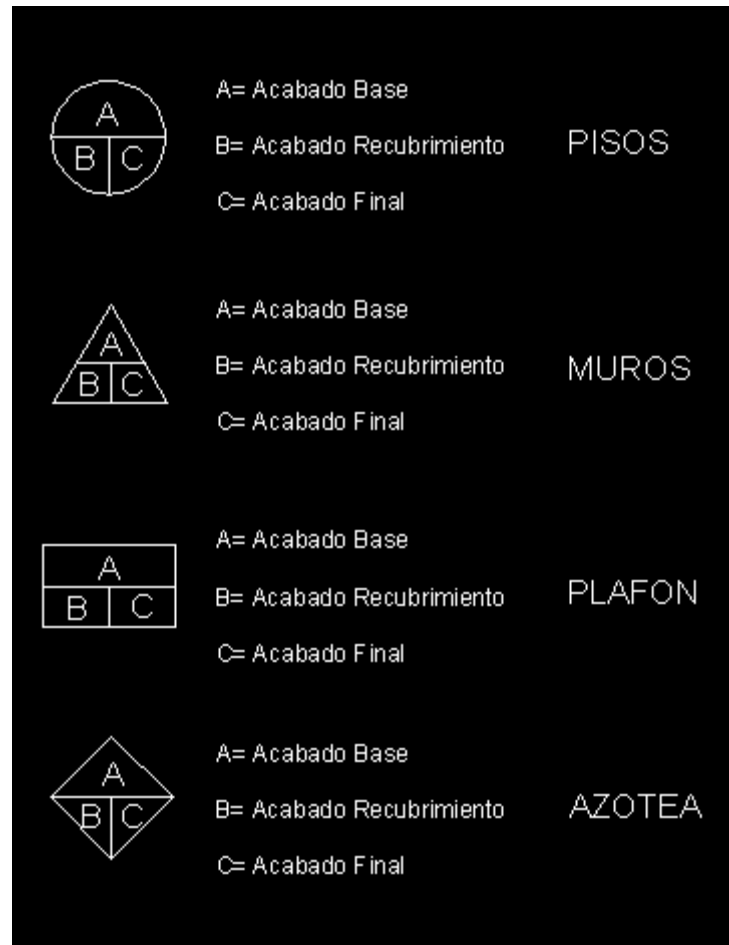 A= Acabado Base
A
B C
B= Acabado Recubrimiento
PISOS
C= Acabado Final
A= Acabado Base
A
B C
B= Acabado Recubrimiento
MUROS
C= Acabado Final
A= Acabado Base
A
B C
B= Acabado Recubrimiento
PLAFON
C= Acabado Final
A= Acabado Base
A
B C
B= Acabado Recubrimiento
AZOTEA
C= Acabado Final